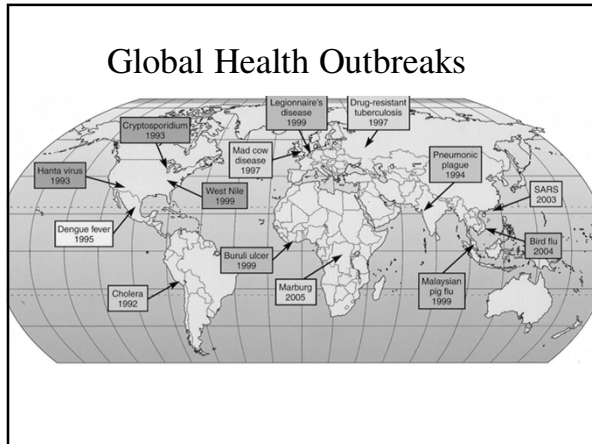 Global Health Outbreaks
Legionnaire's
disease
1999
Drug-resistant
tuberculosis
1997
Cryptosporidium
1993
Mad cow
disease
1997
Pneumonic
plague
1994
Hanta virus
1993
West Nile
1999
SARS
2003
Dengue fever
1995
Buruli ulcer
1999
Bird flu
2004
Cholera
1992
Marburg
2005
Malaysian
pig flu
1999